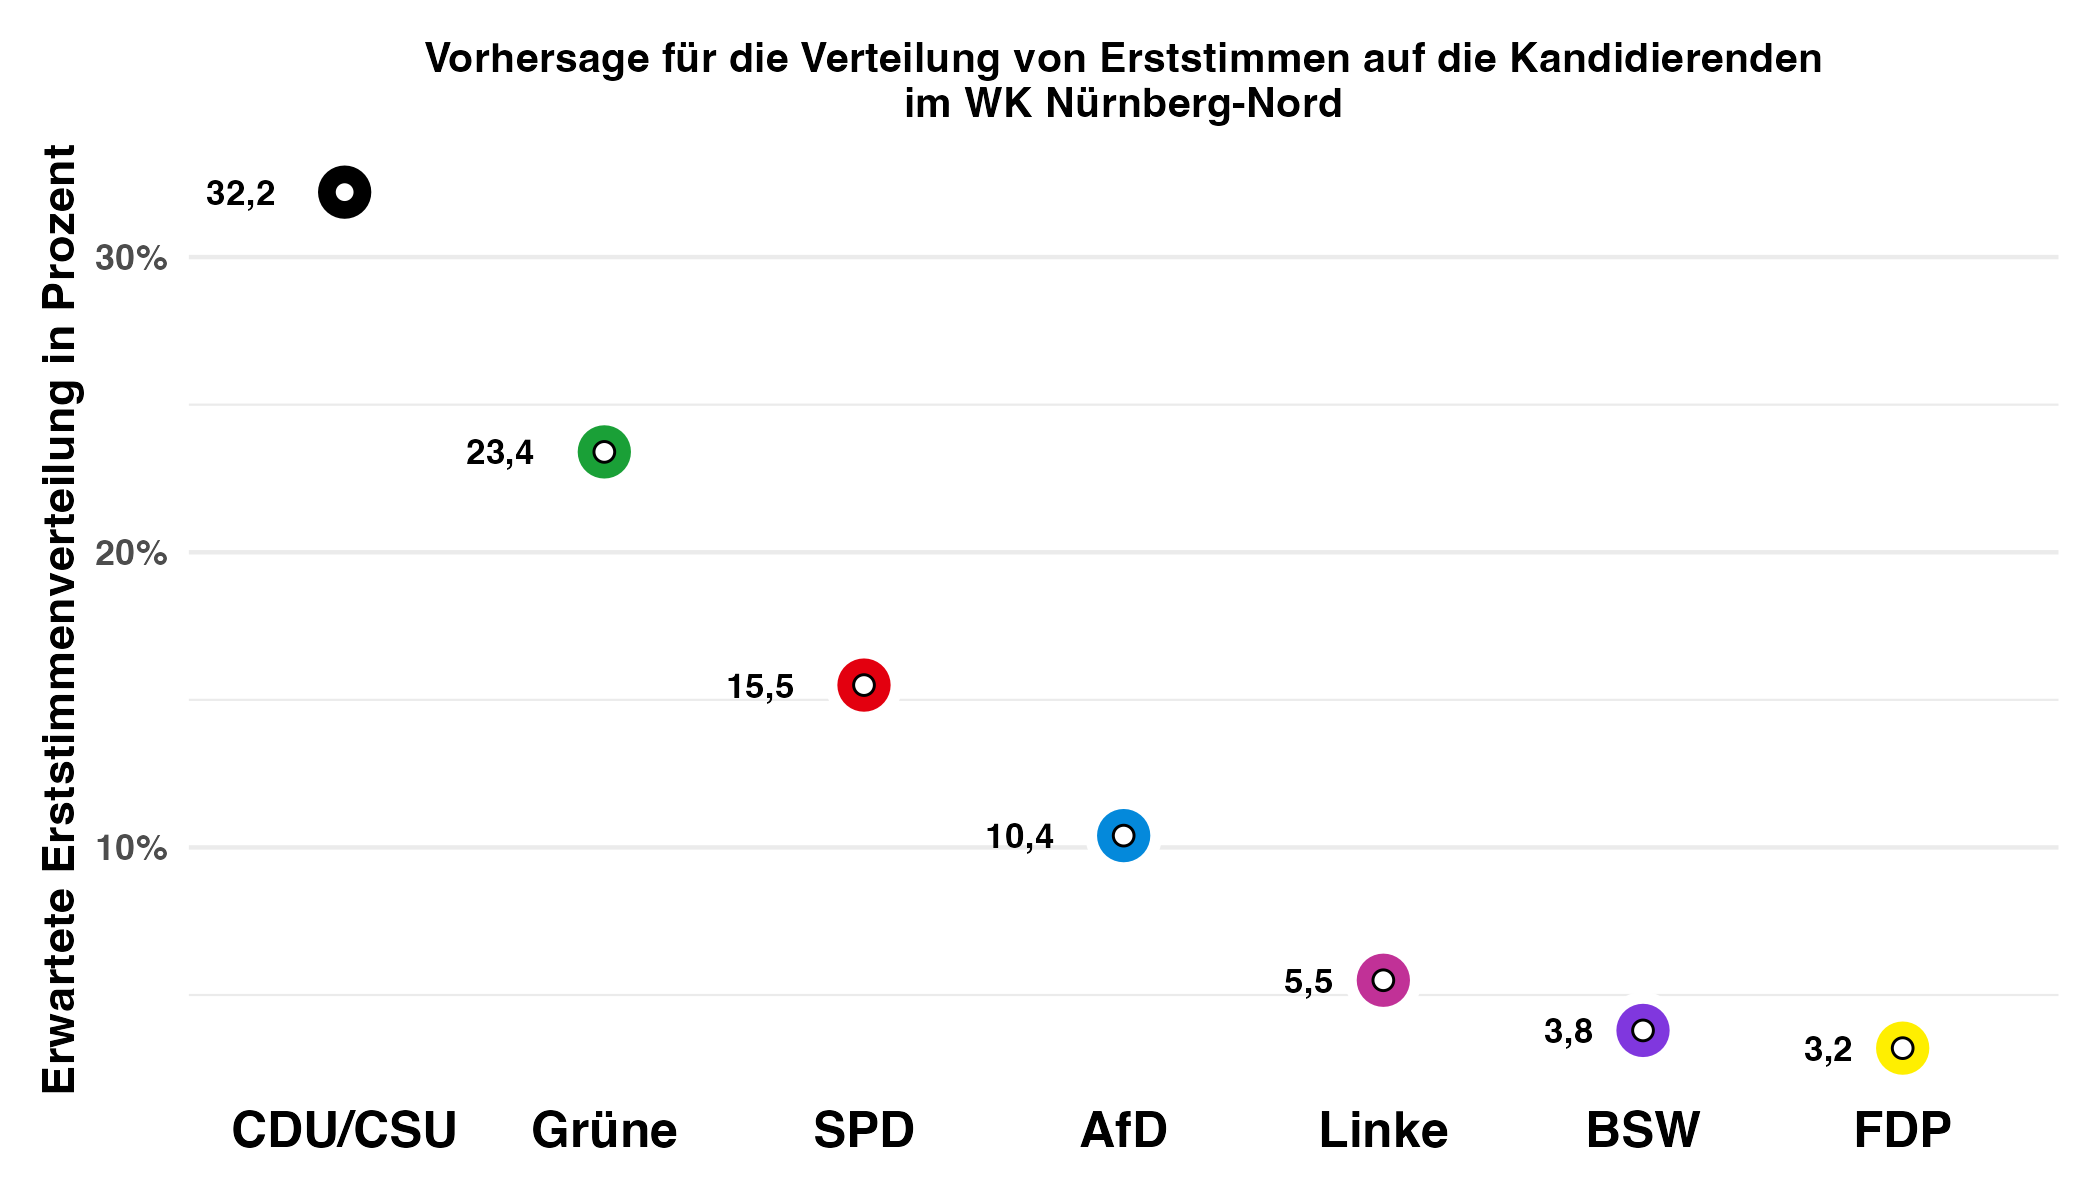 Vorhersage für die Verteilung von Erststimmen auf die Kandidierenden
im WK Nürnberg-Nord
Erwartete Erststimmenverteilung in Prozent
30%
20%
10%
32,2
23,4
15,5
10,4
5,5
3,8
3,2
CDU/CSU
Grüne
SPD
AfD
Linke
BSW
FDP